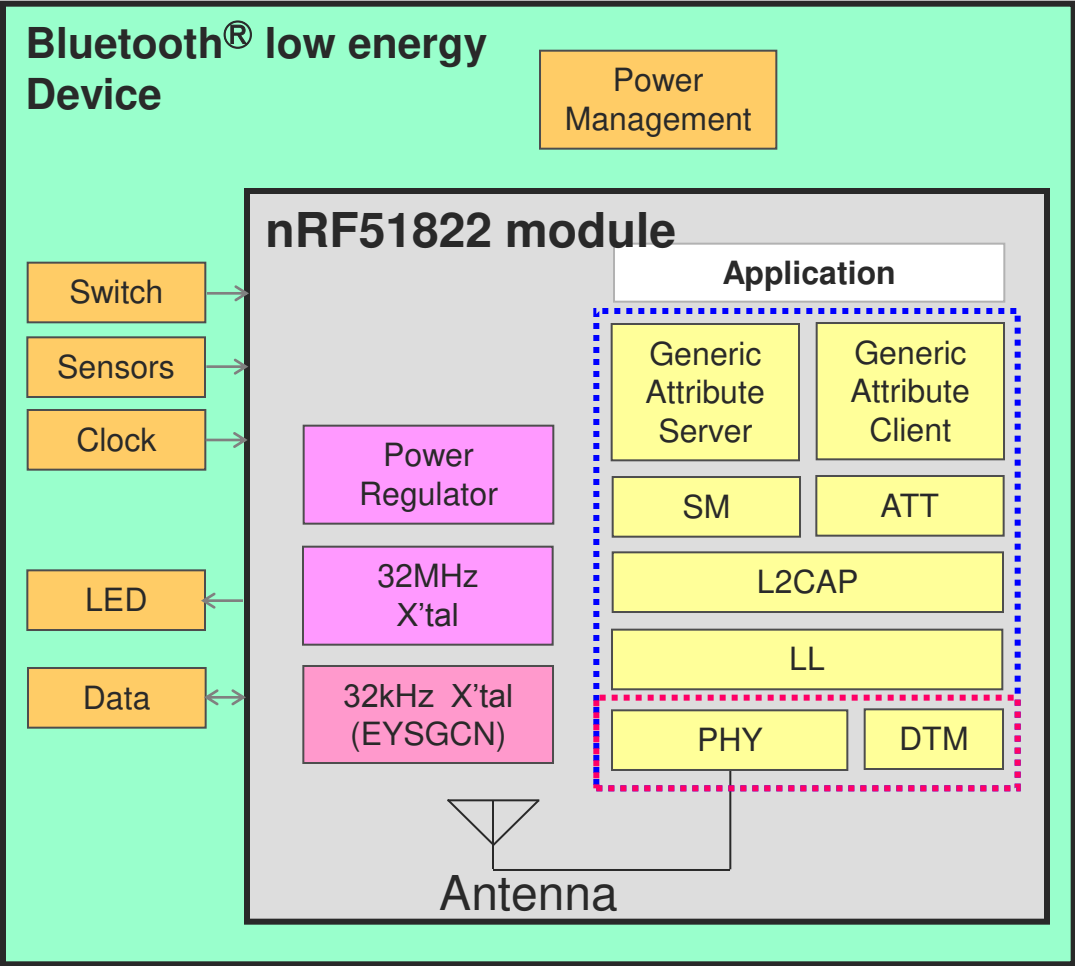 Bluetooth® low energy
Device
Power
Management
nRF51822 module
Application
Switch
Sensors
Clock
LED
Data
Power
Regulator
32MHz
X'tal
32kHz X'tal
(EYSGCN)
Generic
Attribute
Server
Generic
Attribute
Client
SM
ATT
L2CAP
LL
PHY
DTM
Antenna